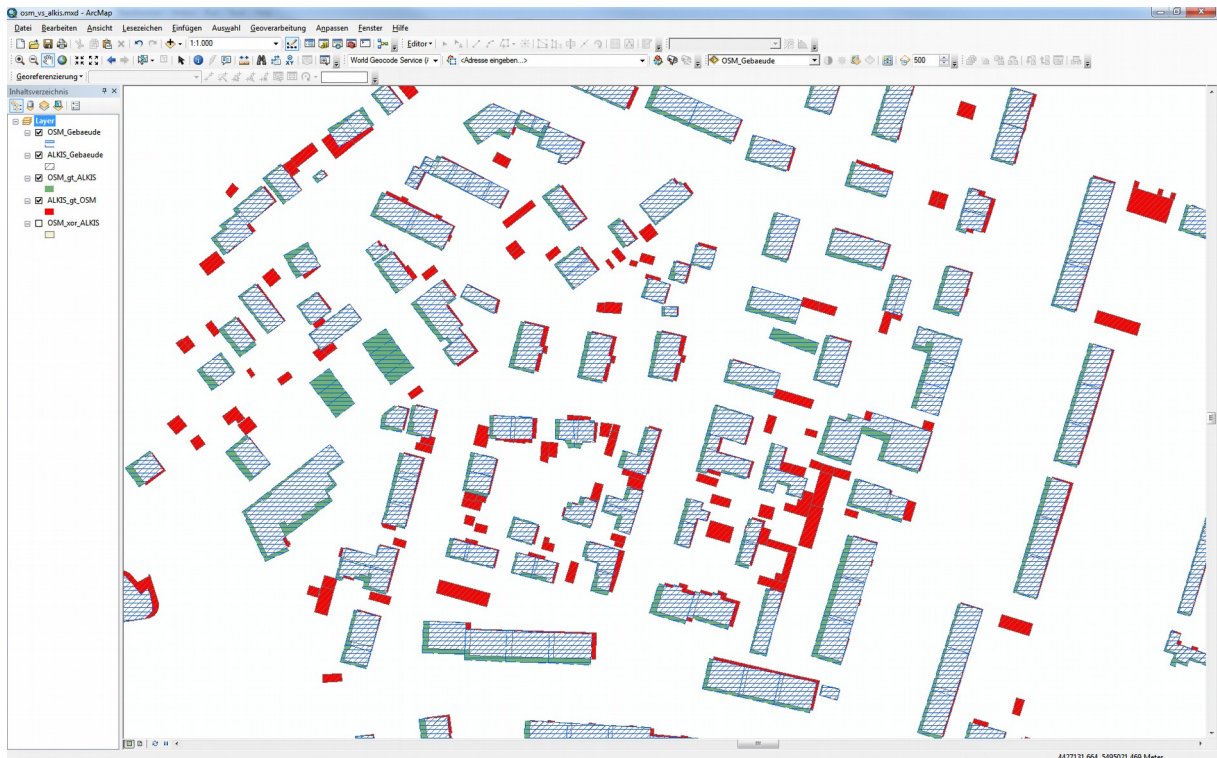 osm_vs_alkis.mxd - ArcMap
Datei Bearbeiten Ansicht Lesezeichen Einfügen Auswahl Geoverarbeitung Anpassen Fenster Hilfe
1:1.000 Editor
World Geocode Service (/ <Adresse eingeben...> OSM_Gebaeude 500
Georeferenzierung
Inhaltsverzeichnis
Layer
OSM_Gebaeude
ALKIS_Gebaeude
OSM_gt_ALKIS
ALKIS_gt_OSM
OSM_xor_ALKIS
4427131,664 5495021,469 Meter